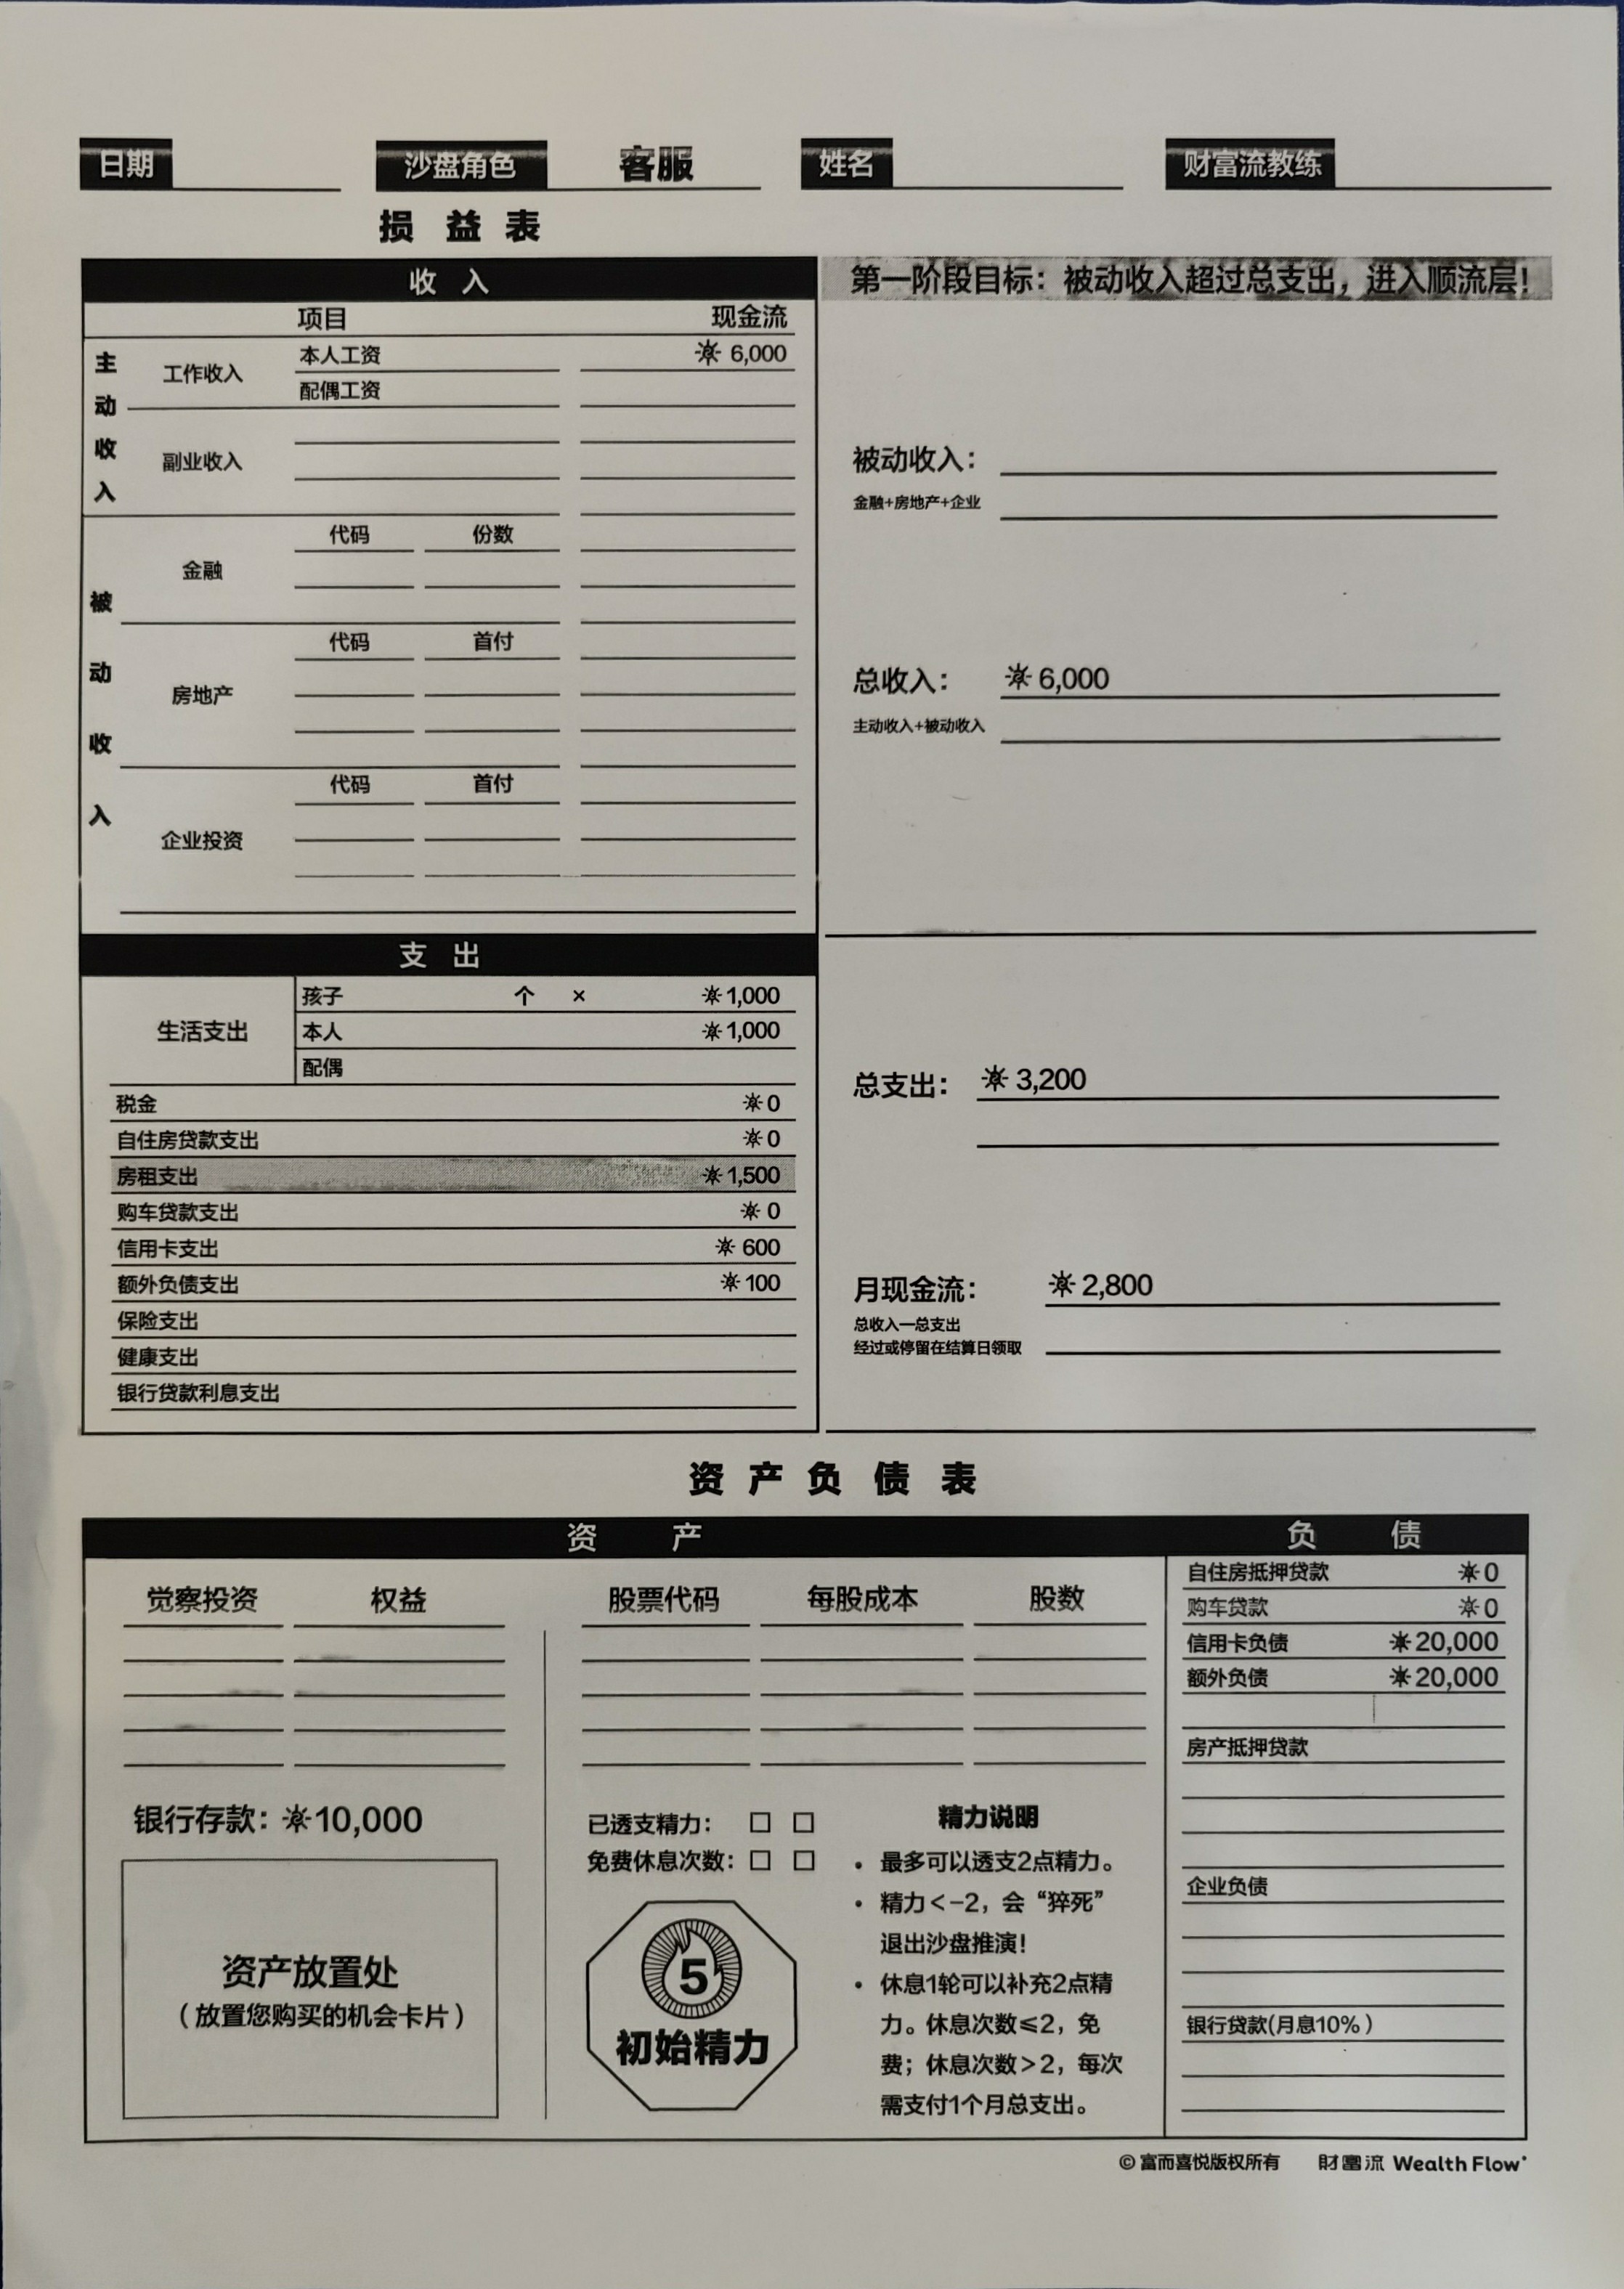 日期 沙盘角色 客服 姓名 财富流教练
损益表
收入
项目 现金流
主动收入
工作收入 本人工资 6,000
配偶工资
副业收入
被动收入
代码 份数
金融
代码 首付
房地产
代码 首付
企业投资
第一阶段目标：被动收入超过总支出，进入顺流层！
被动收入：
金融+房地产+企业
总收入： 6,000
主动收入+被动收入
支出
生活支出
孩子 个 × 1,000
本人 1,000
配偶
税金 0
自住房贷款支出 0
房租支出 1,500
购车贷款支出 0
信用卡支出 600
额外负债支出 100
保险支出
健康支出
银行贷款利息支出
总支出： 3,200
月现金流： 2,800
总收入—总支出
经过或停留在结算日领取
资产负债表
资产
觉察投资 权益 股票代码 每股成本 股数
银行存款：10,000
资产放置处
（放置您购买的机会卡片）
已透支精力：□ □
免费休息次数：□ □
5
初始精力
精力说明
• 最多可以透支2点精力。
• 精力<-2，会“猝死”
退出沙盘推演！
• 休息1轮可以补充2点精
力。休息次数≤2，免
费；休息次数>2，每次
需支付1个月总支出。
负债
自住房抵押贷款 0
购车贷款 0
信用卡负债 20,000
额外负债 20,000
房产抵押贷款
企业负债
银行贷款(月息10%）
© 富而喜悦版权所有 財富流 Wealth Flow